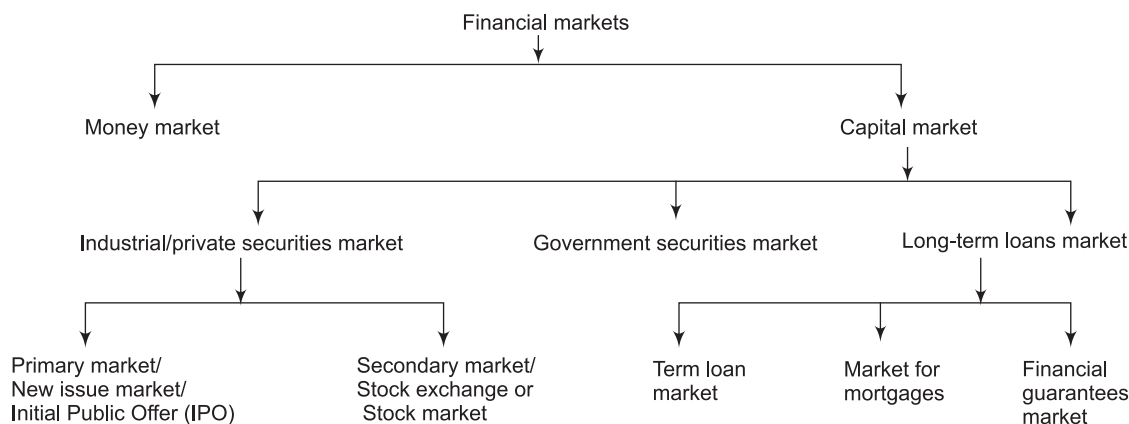 Financial markets
Money market
Capital market
Industrial/private securities market
Government securities market
Long-term loans market
Primary market/
New issue market/
Initial Public Offer (IPO)
Secondary market/
Stock exchange or
Stock market
Term loan
market
Market for
mortgages
Financial
guarantees
market